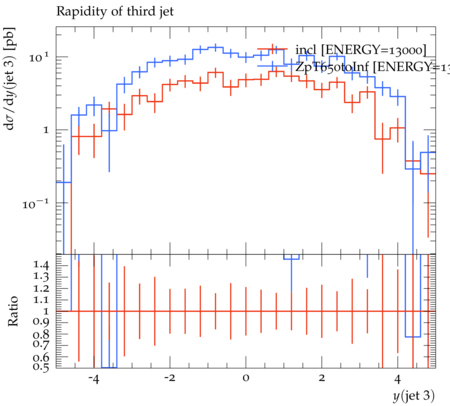 Rapidity of third jet
dσ/dy(jet 3) [pb]
10¹
1
10⁻¹
incl [ENERGY=13000]
ZpT650toInf [ENERGY=13
Ratio
1.4
1.3
1.2
1.1
1
0.9
0.8
0.7
0.6
0.5
-4 -2 0 2 4
y(jet 3)